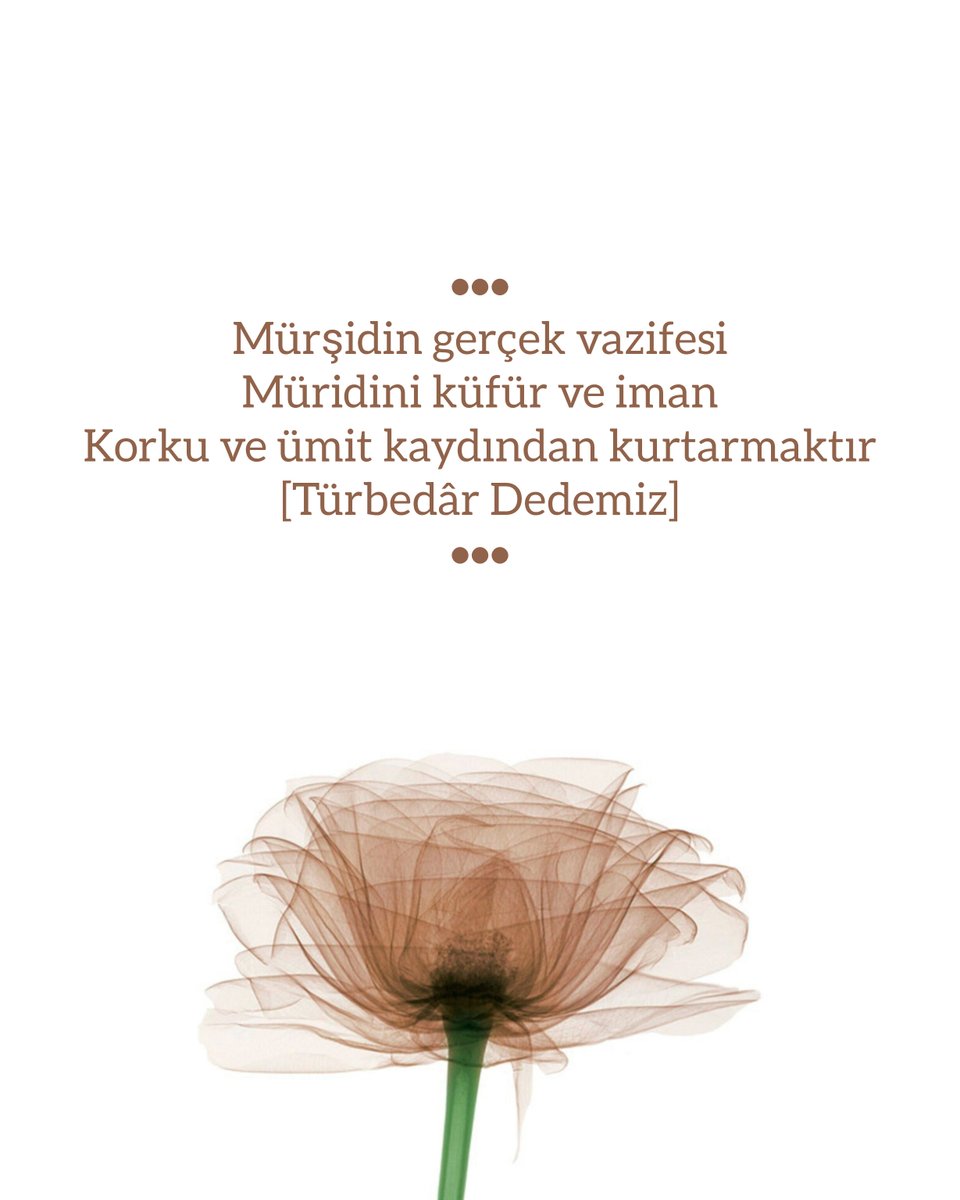 •••
Mürşidin gerçek vazifesi
Müridini küfür ve iman
Korku ve ümit kaydından kurtarmaktır
[Türbedâr Dedemiz]
•••